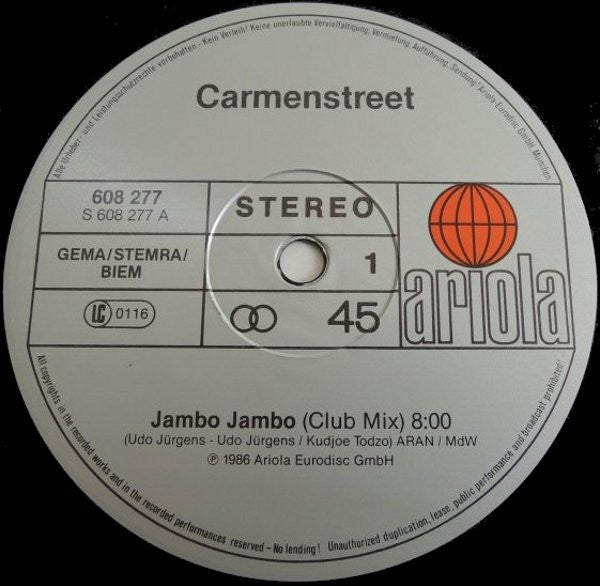 Alle Urheber- und Leistungsschutzrechte vorbehalten - Kein Verleih! Keine unerlaubte Vervielfältigung, Vermietung, Aufführung, Sendung! Ariola-Eurodisc GmbH, München
Carmenstreet
608 277
S 608 277 A
STEREO
GEMA/STEMRA/
BIEM
1
LC 0116
45
ariola
Jambo Jambo (Club Mix) 8:00
(Udo Jürgens - Udo Jürgens / Kudjoe Todzo) ARAN / MdW
Ⓟ 1986 Ariola Eurodisc GmbH
All copyrights in the recorded works and in the recorded performances reserved - No lending! Unauthorized duplication, lease, public performance and broadcast prohibited!